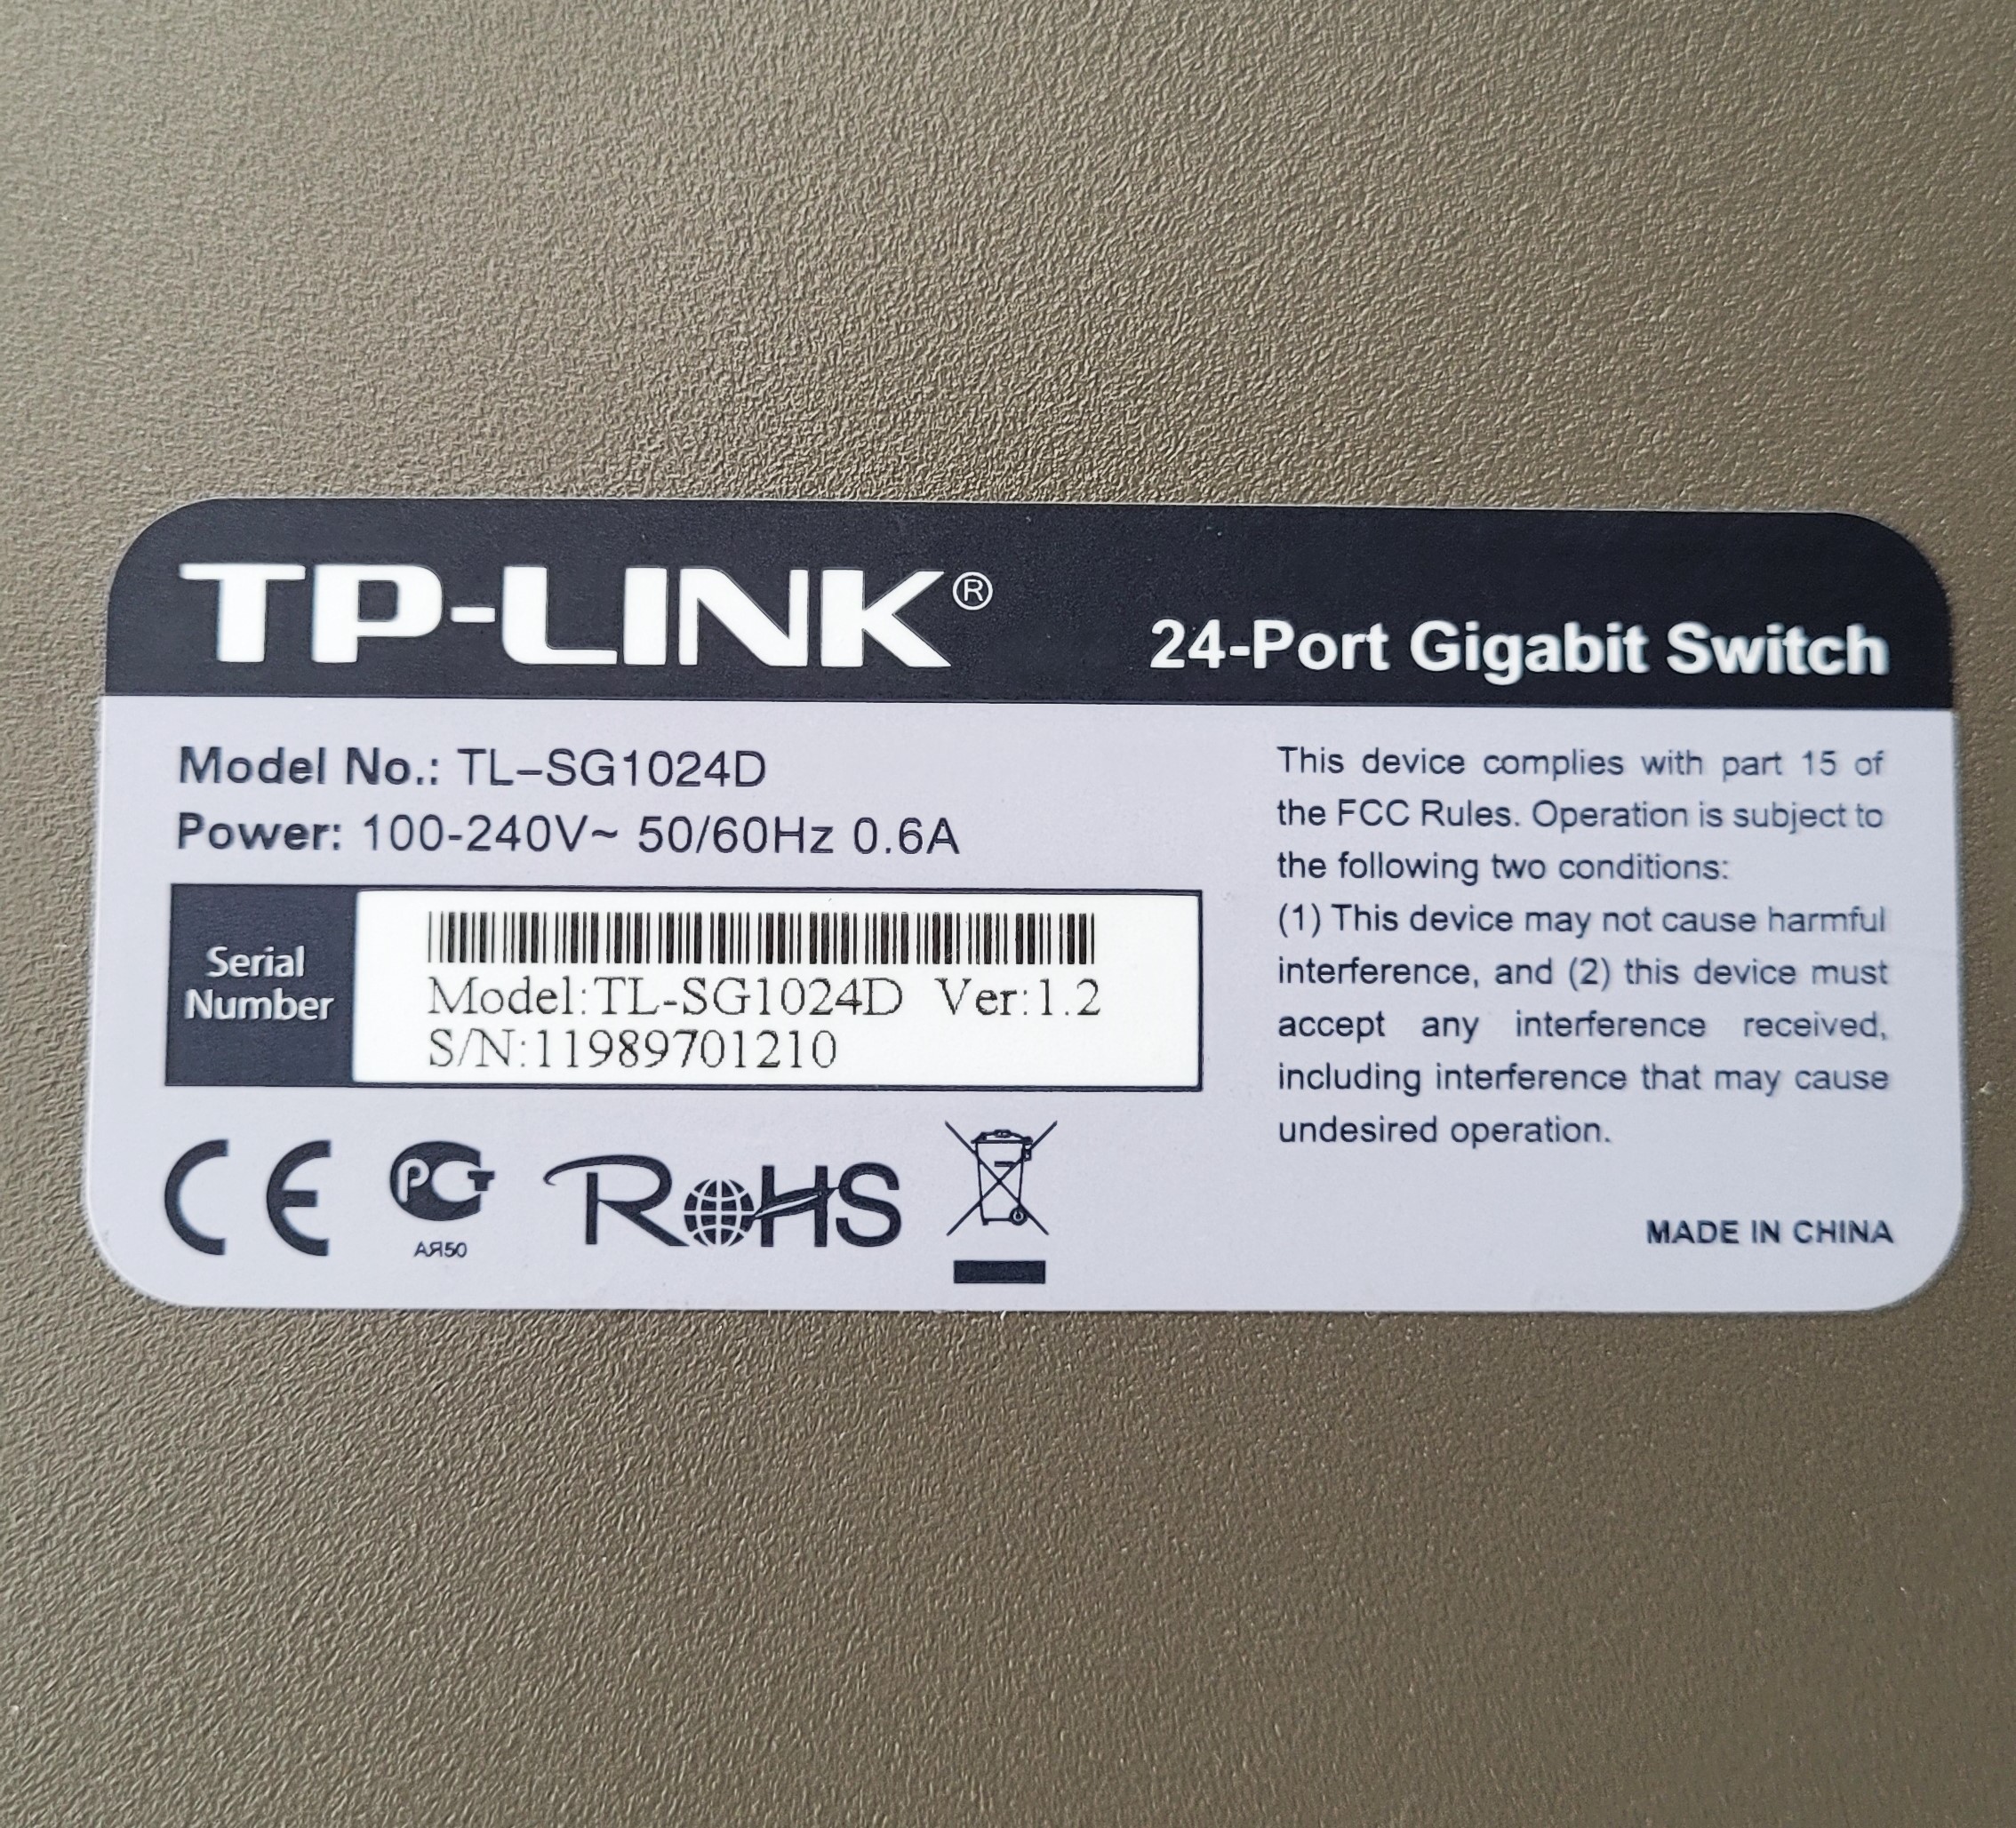 TP-LINK®
24-Port Gigabit Switch
Model No.: TL–SG1024D
Power: 100-240V~ 50/60Hz 0.6A
Serial
Number
Model:TL-SG1024D Ver:1.2
S/N:11989701210
CE
РСТ
АЯ50
RoHS
This device complies with part 15 of
the FCC Rules. Operation is subject to
the following two conditions:
(1) This device may not cause harmful
interference, and (2) this device must
accept any interference received,
including interference that may cause
undesired operation.
MADE IN CHINA